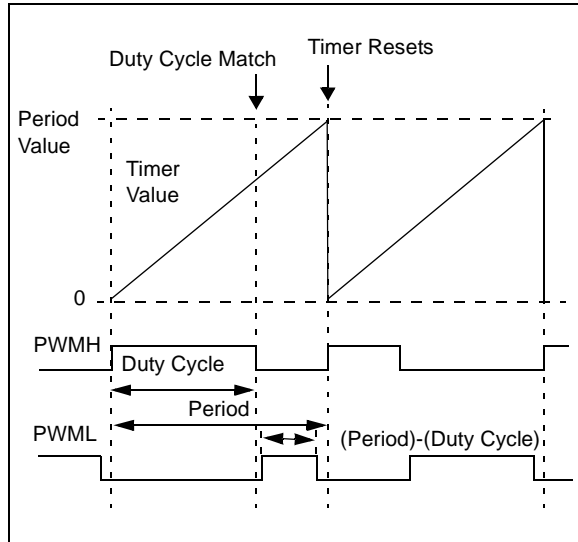 Timer Resets
Duty Cycle Match
Period
Value
Timer
Value
0
PWMH
Duty Cycle
Period
PWML
(Period)-(Duty Cycle)